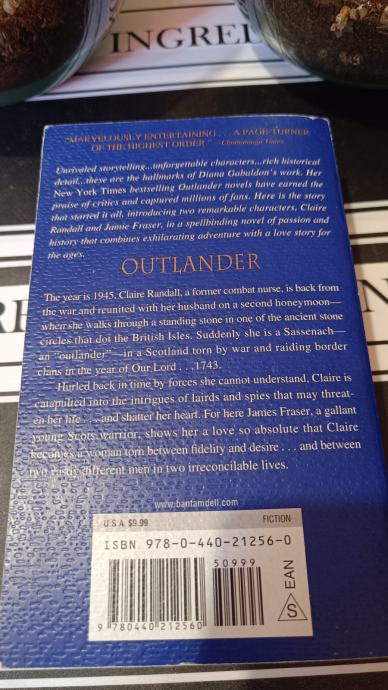 INGREI
"MARVELOUSLY ENTERTAINING . . . A PAGE-TURNER
OF THE HIGHEST ORDER." -Chattanooga Times
Unrivaled storytelling...unforgettable characters...rich historical
detail...these are the hallmarks of Diana Gabaldon's work. Her
New York Times bestselling Outlander novels have earned the
praise of critics and captured millions of fans. Here is the story
that started it all, introducing two remarkable characters, Claire
Randall and Jamie Fraser, in a spellbinding novel of passion and
history that combines exhilarating adventure with a love story for
the ages.
OUTLANDER
The year is 1945. Claire Randall, a former combat nurse, is back from
the war and reunited with her husband on a second honeymoon—
when she walks through a standing stone in one of the ancient stone
circles that dot the British Isles. Suddenly she is a Sassenach—
an "outlander"—in a Scotland torn by war and raiding border
clans in the year of Our Lord . . . 1743.
Hurled back in time by forces she cannot understand, Claire is
catapulted into the intrigues of lairds and spies that may threat-
en her life . . . and shatter her heart. For here James Fraser, a gallant
young Scots warrior, shows her a love so absolute that Claire
becomes a woman torn between fidelity and desire . . . and between
two vastly different men in two irreconcilable lives.
www.bantamdell.com
U.S.A. $9.99 FICTION
ISBN 978-0-440-21256-0
50999
9 780440 212560
S EAN